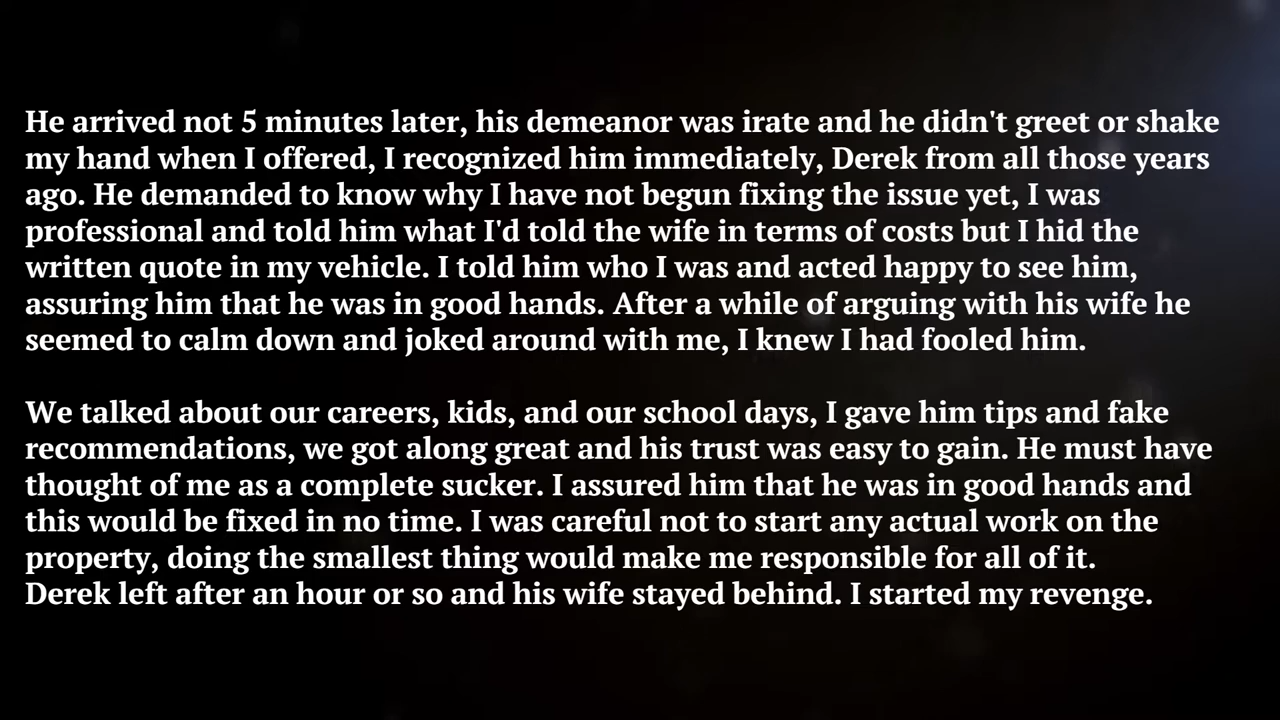 He arrived not 5 minutes later, his demeanor was irate and he didn't greet or shake
my hand when I offered, I recognized him immediately, Derek from all those years
ago. He demanded to know why I have not begun fixing the issue yet, I was
professional and told him what I'd told the wife in terms of costs but I hid the
written quote in my vehicle. I told him who I was and acted happy to see him,
assuring him that he was in good hands. After a while of arguing with his wife he
seemed to calm down and joked around with me, I knew I had fooled him.
We talked about our careers, kids, and our school days, I gave him tips and fake
recommendations, we got along great and his trust was easy to gain. He must have
thought of me as a complete sucker. I assured him that he was in good hands and
this would be fixed in no time. I was careful not to start any actual work on the
property, doing the smallest thing would make me responsible for all of it.
Derek left after an hour or so and his wife stayed behind. I started my revenge.